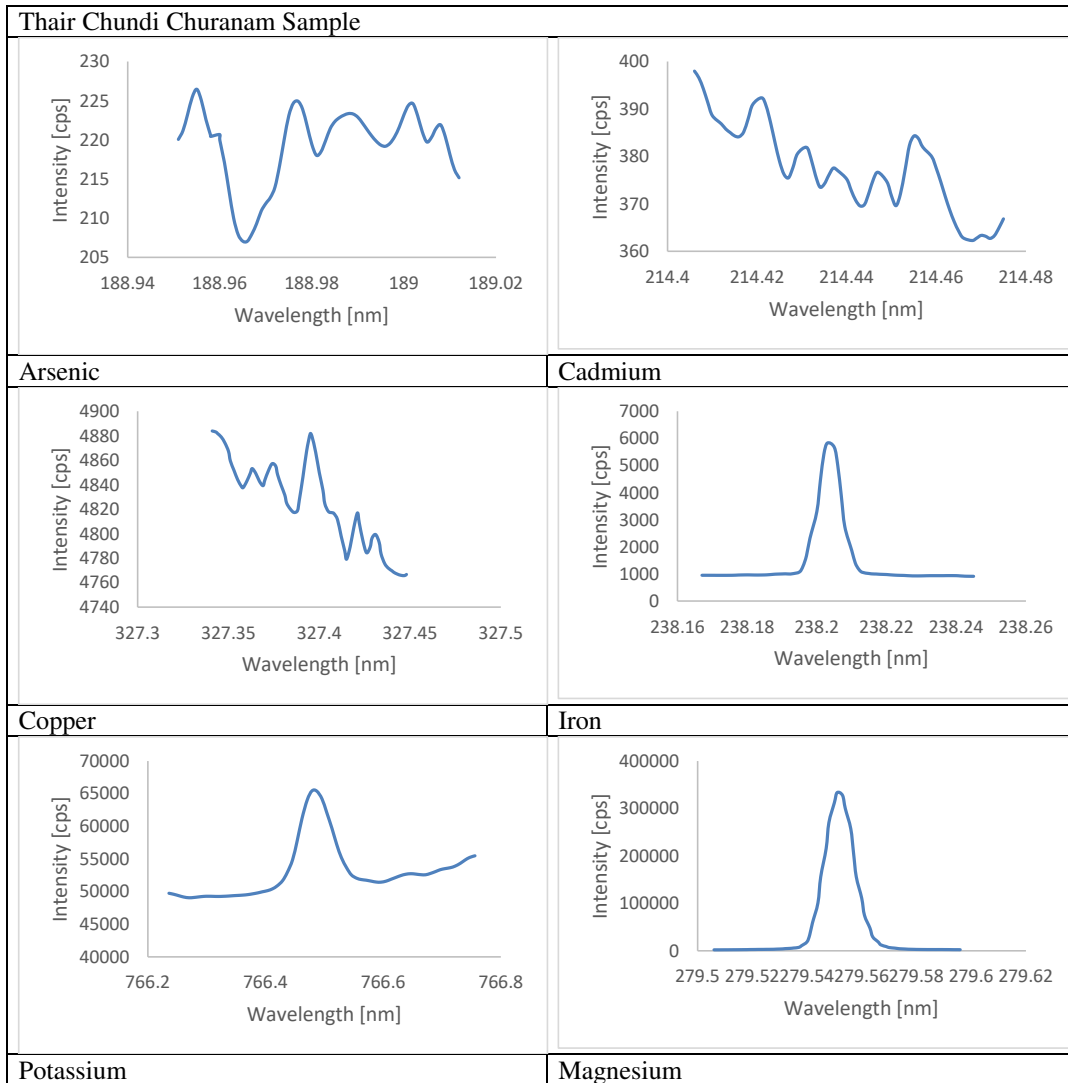 Thair Chundi Churanam Sample
230
225
220
215
210
205
Intensity [cps]
188.94 188.96 188.98 189 189.02
Wavelength [nm]
400
390
380
370
360
Intensity [cps]
214.4 214.42 214.44 214.46 214.48
Wavelength [nm]
Arsenic
Cadmium
4900
4880
4860
4840
4820
4800
4780
4760
4740
Intensity [cps]
327.3 327.35 327.4 327.45 327.5
Wavelength [nm]
7000
6000
5000
4000
3000
2000
1000
0
Intensity [cps]
238.16 238.18 238.2 238.22 238.24 238.26
Wavelength [nm]
Copper
Iron
70000
65000
60000
55000
50000
45000
40000
Intensity [cps]
766.2 766.4 766.6 766.8
Wavelength [nm]
400000
300000
200000
100000
0
Intensity [cps]
279.5 279.52 279.54 279.56 279.58 279.6 279.62
Wavelength [nm]
Potassium
Magnesium